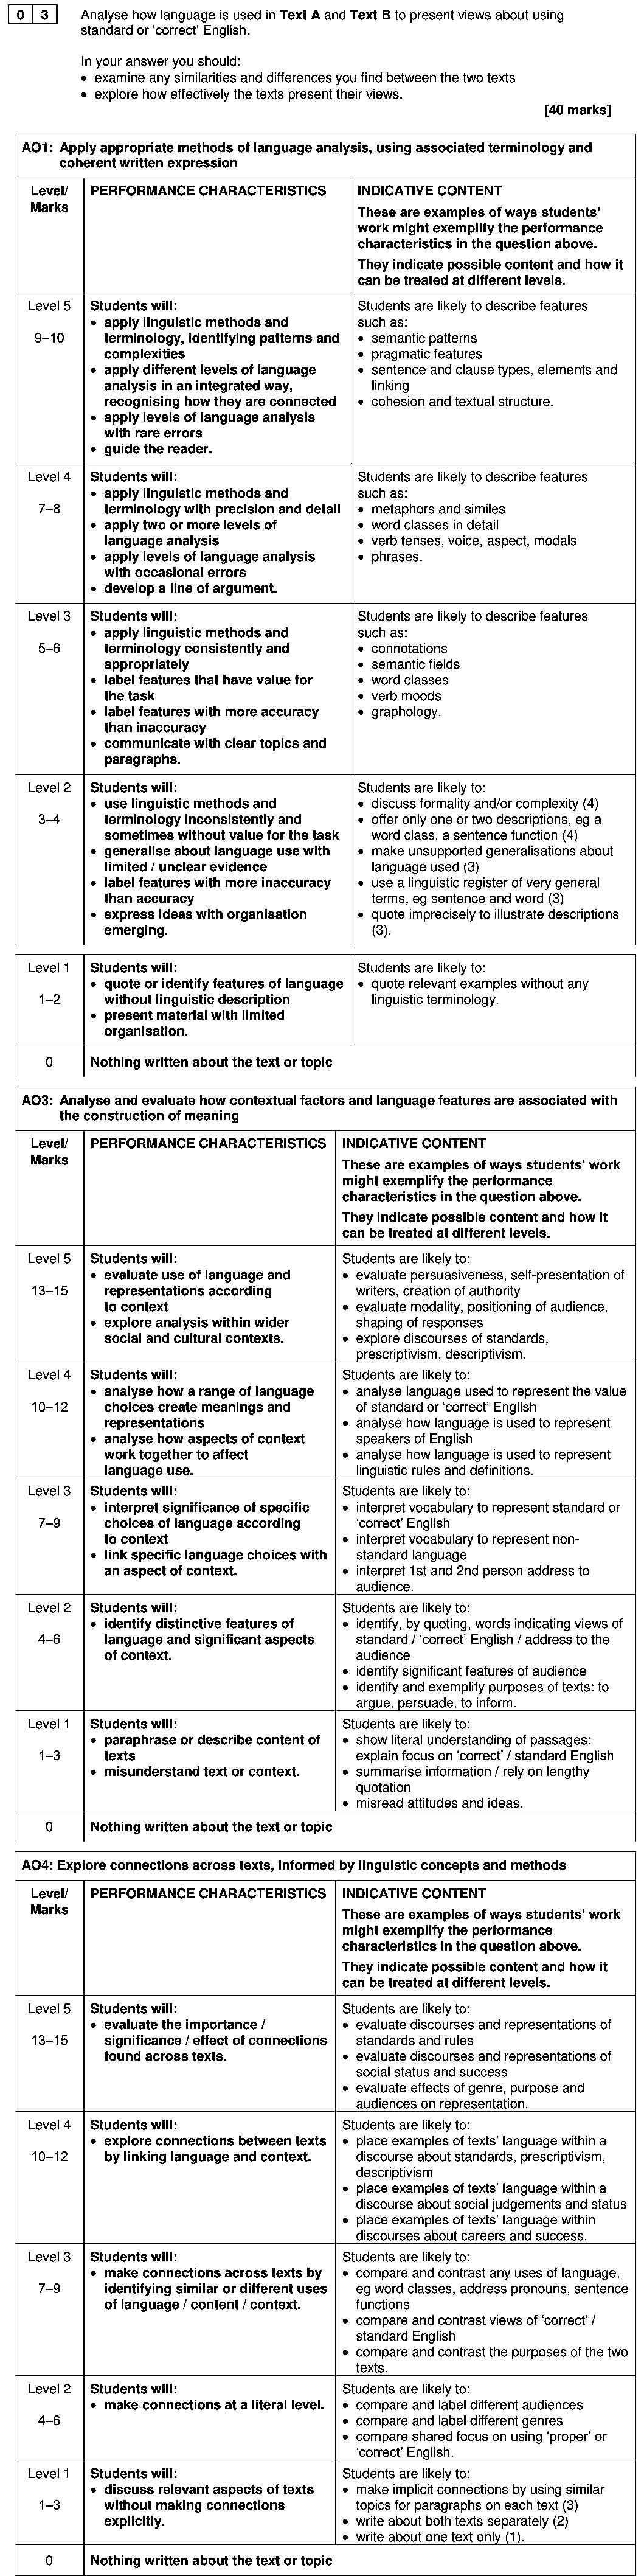 0 3
Analyse how language is used in Text A and Text B to present views about using
standard or ‘correct’ English.
In your answer you should:
• examine any similarities and differences you find between the two texts
• explore how effectively the texts present their views.
[40 marks]
AO1: Apply appropriate methods of language analysis, using associated terminology and
coherent written expression
Level/
Marks
PERFORMANCE CHARACTERISTICS
INDICATIVE CONTENT
These are examples of ways students’
work might exemplify the performance
characteristics in the question above.
They indicate possible content and how it
can be treated at different levels.
Level 5
9–10
Students will:
• apply linguistic methods and
terminology, identifying patterns and
complexities
• apply different levels of language
analysis in an integrated way,
recognising how they are connected
• apply levels of language analysis
with rare errors
• guide the reader.
Students are likely to describe features
such as:
• semantic patterns
• pragmatic features
• sentence and clause types, elements and
linking
• cohesion and textual structure.
Level 4
7–8
Students will:
• apply linguistic methods and
terminology with precision and detail
• apply two or more levels of
language analysis
• apply levels of language analysis
with occasional errors
• develop a line of argument.
Students are likely to describe features
such as:
• metaphors and similes
• word classes in detail
• verb tenses, voice, aspect, modals
• phrases.
Level 3
5–6
Students will:
• apply linguistic methods and
terminology consistently and
appropriately
• label features that have value for
the task
• label features with more accuracy
than inaccuracy
• communicate with clear topics and
paragraphs.
Students are likely to describe features
such as:
• connotations
• semantic fields
• word classes
• verb moods
• graphology.
Level 2
3–4
Students will:
• use linguistic methods and
terminology inconsistently and
sometimes without value for the task
• generalise about language use with
limited / unclear evidence
• label features with more inaccuracy
than accuracy
• express ideas with organisation
emerging.
Students are likely to:
• discuss formality and/or complexity (4)
• offer only one or two descriptions, eg a
word class, a sentence function (4)
• make unsupported generalisations about
language used (3)
• use a linguistic register of very general
terms, eg sentence and word (3)
• quote imprecisely to illustrate descriptions
(3).
Level 1
1–2
Students will:
• quote or identify features of language
without linguistic description
• present material with limited
organisation.
Students are likely to:
• quote relevant examples without any
linguistic terminology.
0
Nothing written about the text or topic
AO3: Analyse and evaluate how contextual factors and language features are associated with
the construction of meaning
Level/
Marks
PERFORMANCE CHARACTERISTICS
INDICATIVE CONTENT
These are examples of ways students’ work
might exemplify the performance
characteristics in the question above.
They indicate possible content and how it
can be treated at different levels.
Level 5
13–15
Students will:
• evaluate use of language and
representations according
to context
• explore analysis within wider
social and cultural contexts.
Students are likely to:
• evaluate persuasiveness, self-presentation of
writers, creation of authority
• evaluate modality, positioning of audience,
shaping of responses
• explore discourses of standards,
prescriptivism, descriptivism.
Level 4
10–12
Students will:
• analyse how a range of language
choices create meanings and
representations
• analyse how aspects of context
work together to affect
language use.
Students are likely to:
• analyse language used to represent the value
of standard or ‘correct’ English
• analyse how language is used to represent
speakers of English
• analyse how language is used to represent
linguistic rules and definitions.
Level 3
7–9
Students will:
• interpret significance of specific
choices of language according
to context
• link specific language choices with
an aspect of context.
Students are likely to:
• interpret vocabulary to represent standard or
‘correct’ English
• interpret vocabulary to represent non-
standard language
• interpret 1st and 2nd person address to
audience.
Level 2
4–6
Students will:
• identify distinctive features of
language and significant aspects
of context.
Students are likely to:
• identify, by quoting, words indicating views of
standard / ‘correct’ English / address to the
audience
• identify significant features of audience
• identify and exemplify purposes of texts: to
argue, persuade, to inform.
Level 1
1–3
Students will:
• paraphrase or describe content of
texts
• misunderstand text or context.
Students are likely to:
• show literal understanding of passages:
explain focus on ‘correct’ / standard English
• summarise information / rely on lengthy
quotation
• misread attitudes and ideas.
0
Nothing written about the text or topic
AO4: Explore connections across texts, informed by linguistic concepts and methods
Level/
Marks
PERFORMANCE CHARACTERISTICS
INDICATIVE CONTENT
These are examples of ways students’ work
might exemplify the performance
characteristics in the question above.
They indicate possible content and how it
can be treated at different levels.
Level 5
13–15
Students will:
• evaluate the importance /
significance / effect of connections
found across texts.
Students are likely to:
• evaluate discourses and representations of
standards and rules
• evaluate discourses and representations of
social status and success
• evaluate effects of genre, purpose and
audiences on representation.
Level 4
10–12
Students will:
• explore connections between texts
by linking language and context.
Students are likely to:
• place examples of texts’ language within a
discourse about standards, prescriptivism,
descriptivism
• place examples of texts’ language within a
discourse about social judgements and status
• place examples of texts’ language within
discourses about careers and success.
Level 3
7–9
Students will:
• make connections across texts by
identifying similar or different uses
of language / content / context.
Students are likely to:
• compare and contrast any uses of language,
eg word classes, address pronouns, sentence
functions
• compare and contrast views of ‘correct’ /
standard English
• compare and contrast the purposes of the two
texts.
Level 2
4–6
Students will:
• make connections at a literal level.
Students are likely to:
• compare and label different audiences
• compare and label different genres
• compare shared focus on using ‘proper’ or
‘correct’ English.
Level 1
1–3
Students will:
• discuss relevant aspects of texts
without making connections
explicitly.
Students are likely to:
• make implicit connections by using similar
topics for paragraphs on each text (3)
• write about both texts separately (2)
• write about one text only (1).
0
Nothing written about the text or topic